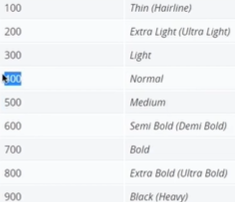 100 Thin (Hairline)
200 Extra Light (Ultra Light)
300 Light
400 Normal
500 Medium
600 Semi Bold (Demi Bold)
700 Bold
800 Extra Bold (Ultra Bold)
900 Black (Heavy)